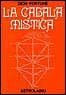 DION FORTUNE
LA CABALA
MISTICA
ASTROLABIO